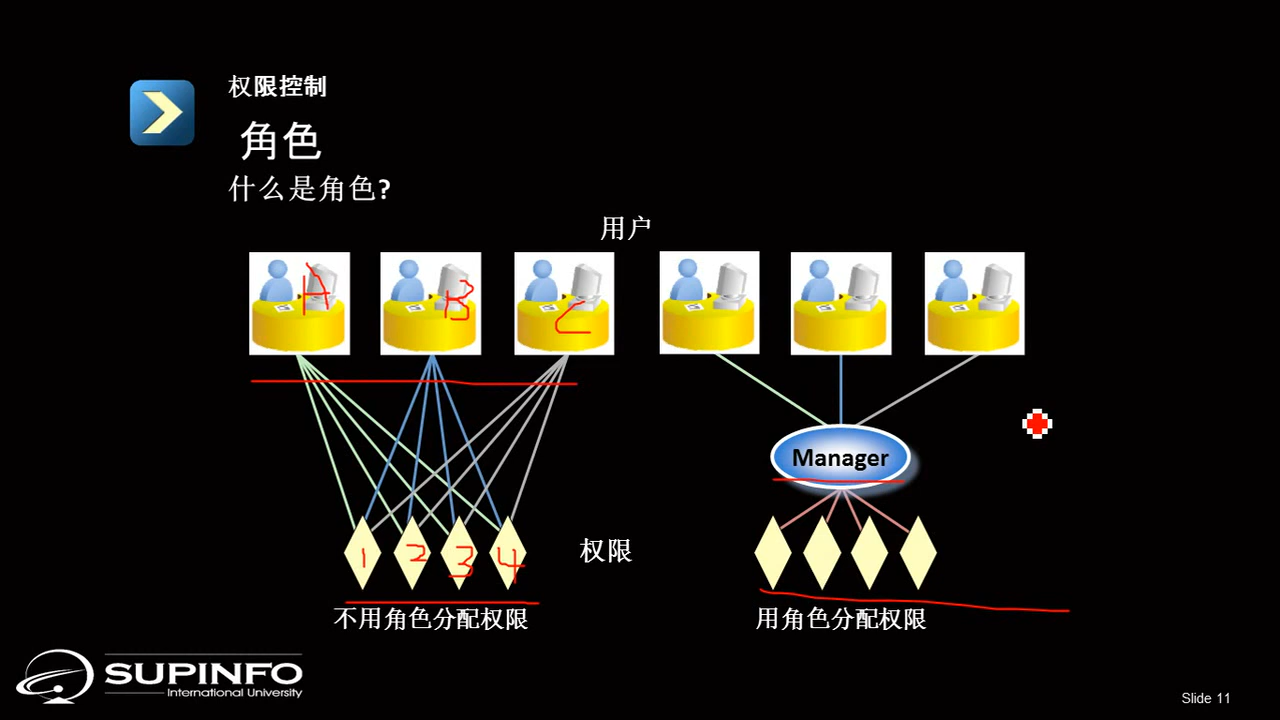 权限控制
角色
什么是角色?
用户
A
B
C
Manager
1 2 3 4
权限
不用角色分配权限
用角色分配权限
SUPINFO
International University
Slide 11